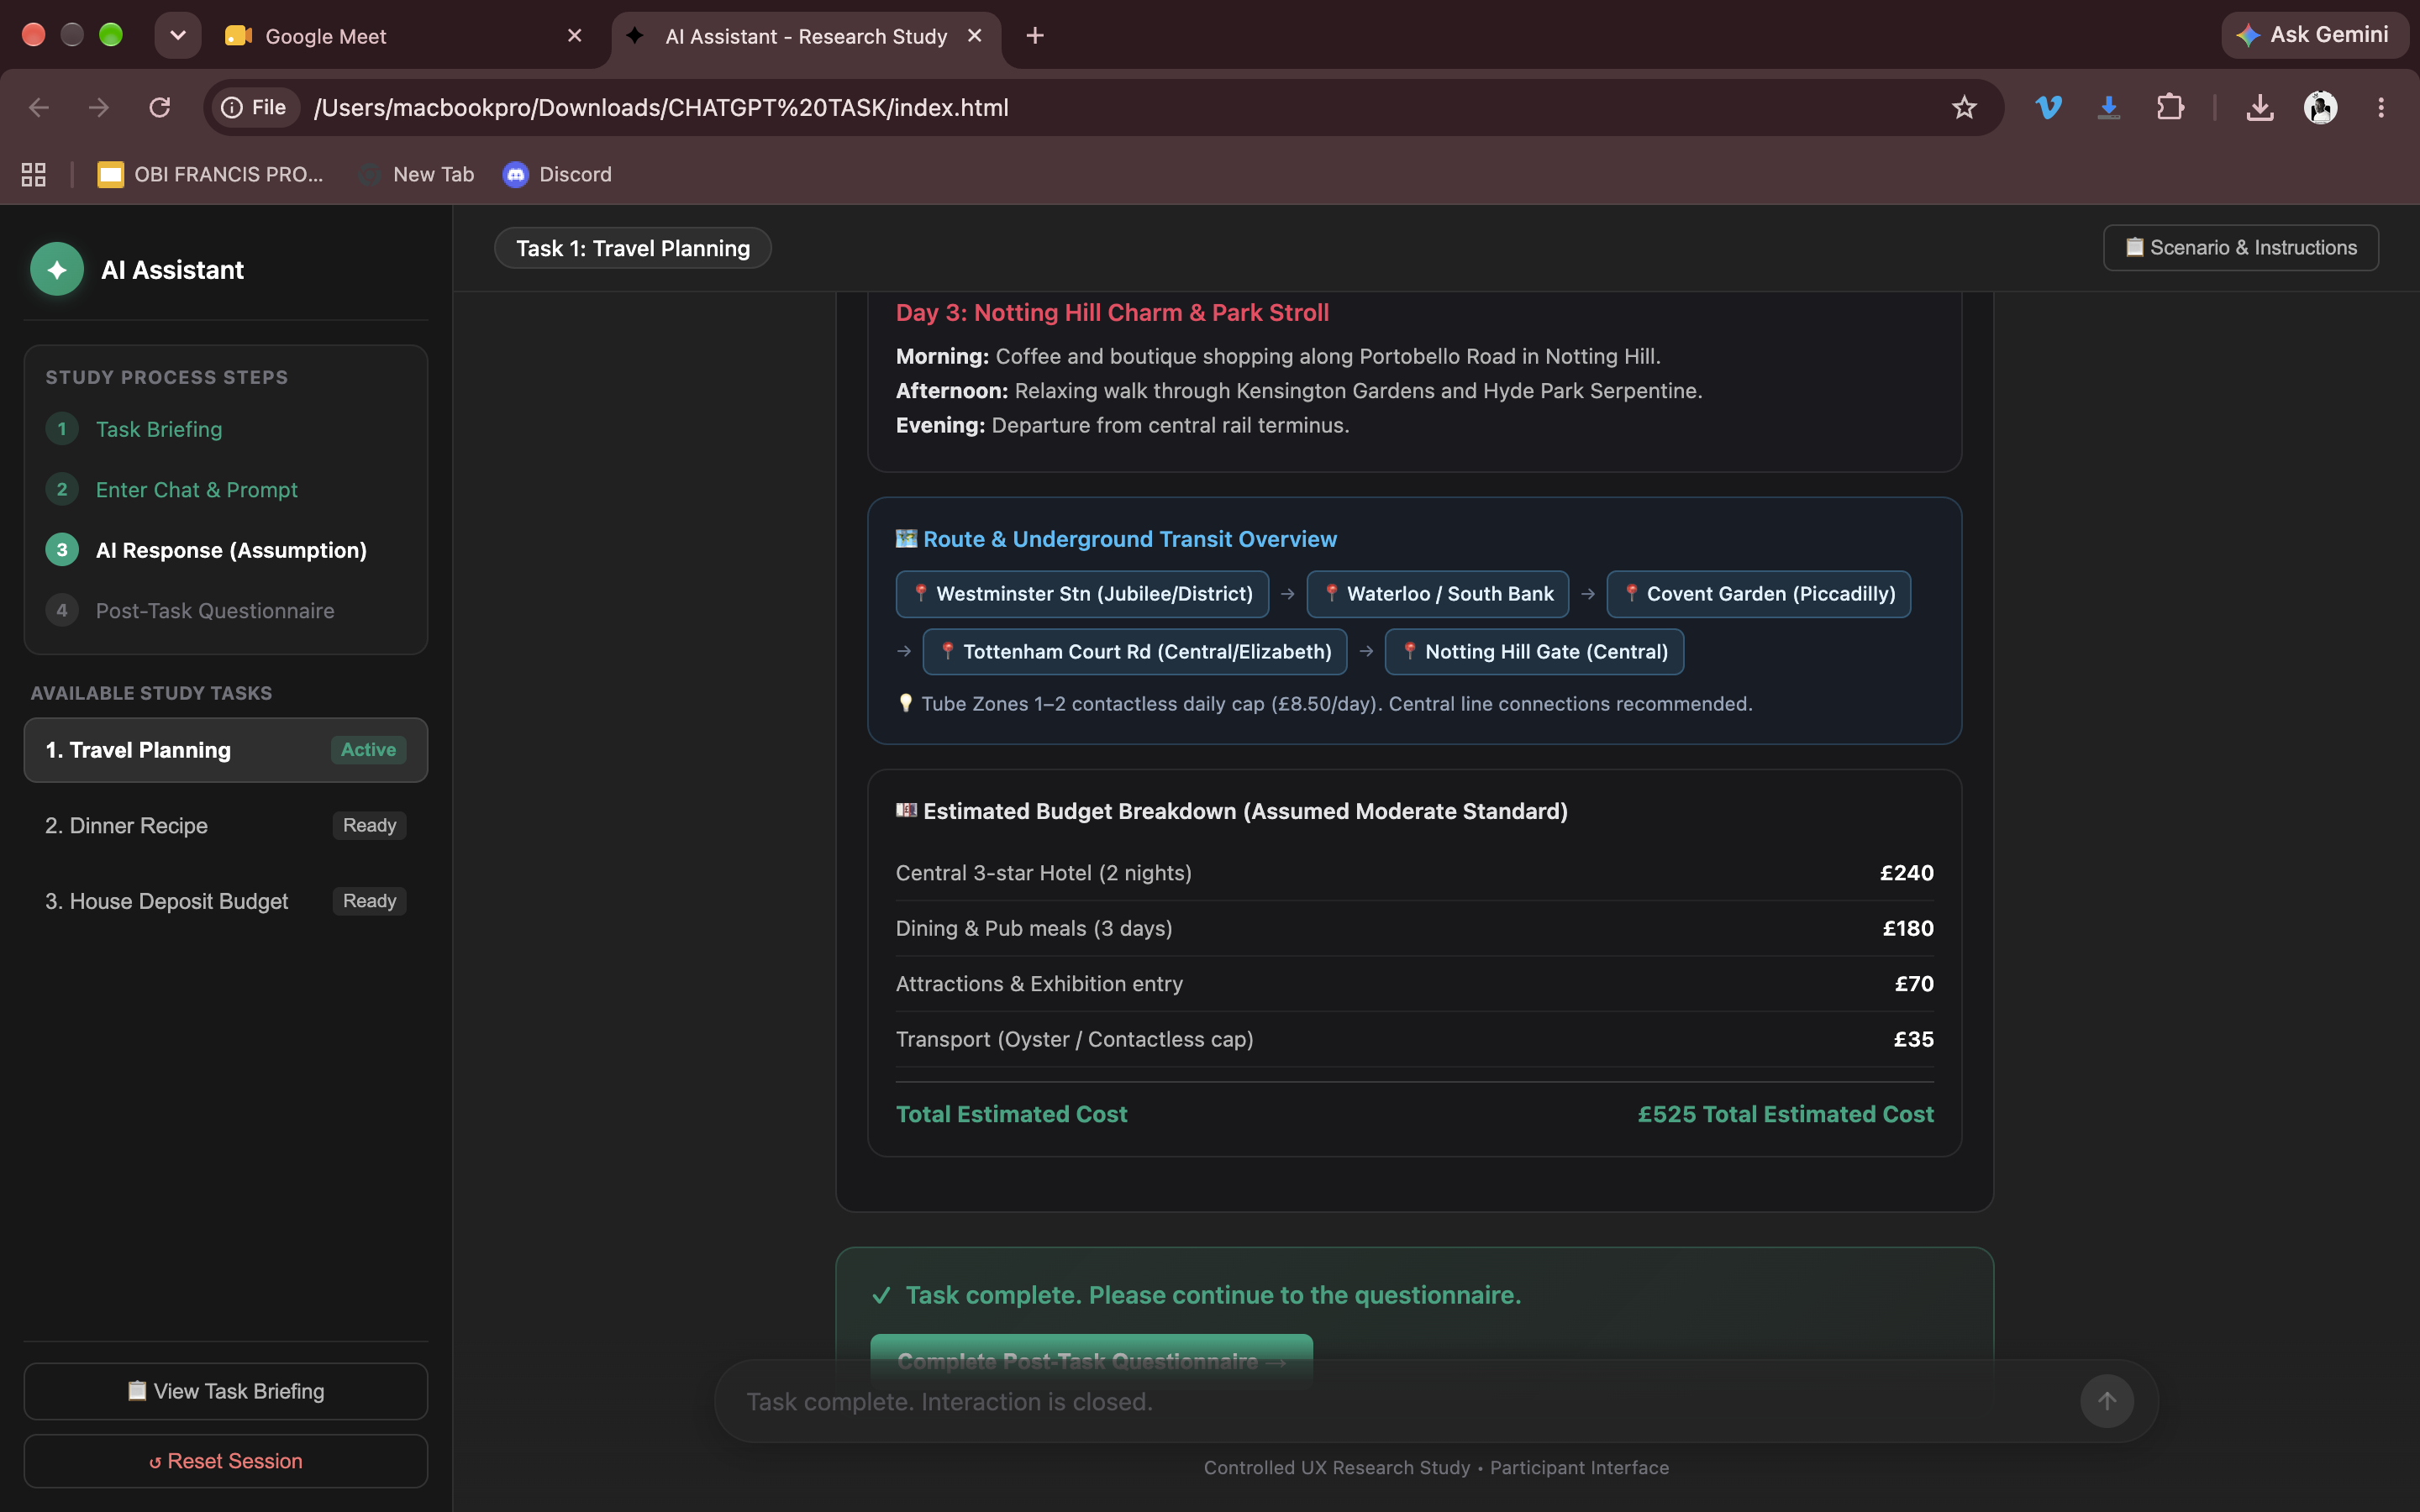 Google Meet
AI Assistant - Research Study
Ask Gemini
File
/Users/macbookpro/Downloads/CHATGPT%20TASK/index.html
OBI FRANCIS PRO...
New Tab
Discord
AI Assistant
STUDY PROCESS STEPS
1 Task Briefing
2 Enter Chat & Prompt
3 AI Response (Assumption)
4 Post-Task Questionnaire
AVAILABLE STUDY TASKS
1. Travel Planning Active
2. Dinner Recipe Ready
3. House Deposit Budget Ready
📋 View Task Briefing
↺ Reset Session
Task 1: Travel Planning
📋 Scenario & Instructions
Day 3: Notting Hill Charm & Park Stroll
Morning: Coffee and boutique shopping along Portobello Road in Notting Hill.
Afternoon: Relaxing walk through Kensington Gardens and Hyde Park Serpentine.
Evening: Departure from central rail terminus.
🗺️ Route & Underground Transit Overview
📍 Westminster Stn (Jubilee/District) → 📍 Waterloo / South Bank → 📍 Covent Garden (Piccadilly)
→ 📍 Tottenham Court Rd (Central/Elizabeth) → 📍 Notting Hill Gate (Central)
💡 Tube Zones 1–2 contactless daily cap (£8.50/day). Central line connections recommended.
💷 Estimated Budget Breakdown (Assumed Moderate Standard)
Central 3-star Hotel (2 nights) £240
Dining & Pub meals (3 days) £180
Attractions & Exhibition entry £70
Transport (Oyster / Contactless cap) £35
Total Estimated Cost £525 Total Estimated Cost
✓ Task complete. Please continue to the questionnaire.
Complete Post-Task Questionnaire →
Task complete. Interaction is closed.
Controlled UX Research Study • Participant Interface